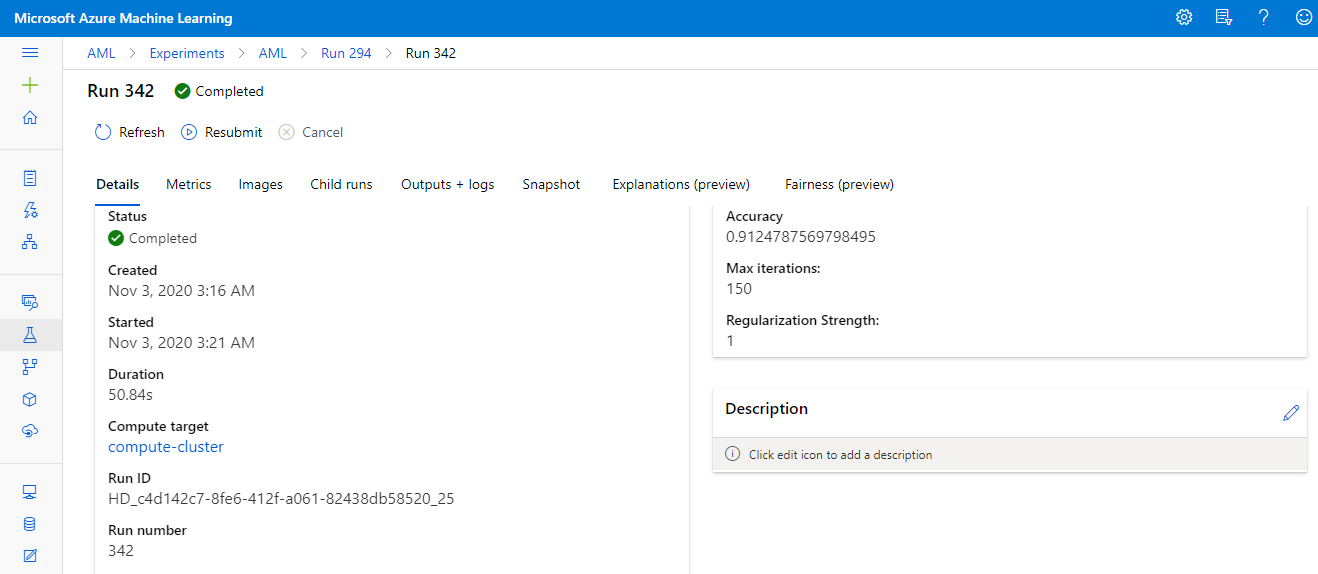 Microsoft Azure Machine Learning
AML > Experiments > AML > Run 294 > Run 342
Run 342 Completed
Refresh Resubmit Cancel
Details Metrics Images Child runs Outputs + logs Snapshot Explanations (preview) Fairness (preview)
Status
Completed
Created
Nov 3, 2020 3:16 AM
Started
Nov 3, 2020 3:21 AM
Duration
50.84s
Compute target
compute-cluster
Run ID
HD_c4d142c7-8fe6-412f-a061-82438db58520_25
Run number
342
Accuracy
0.9124787569798495
Max iterations:
150
Regularization Strength:
1
Description
Click edit icon to add a description